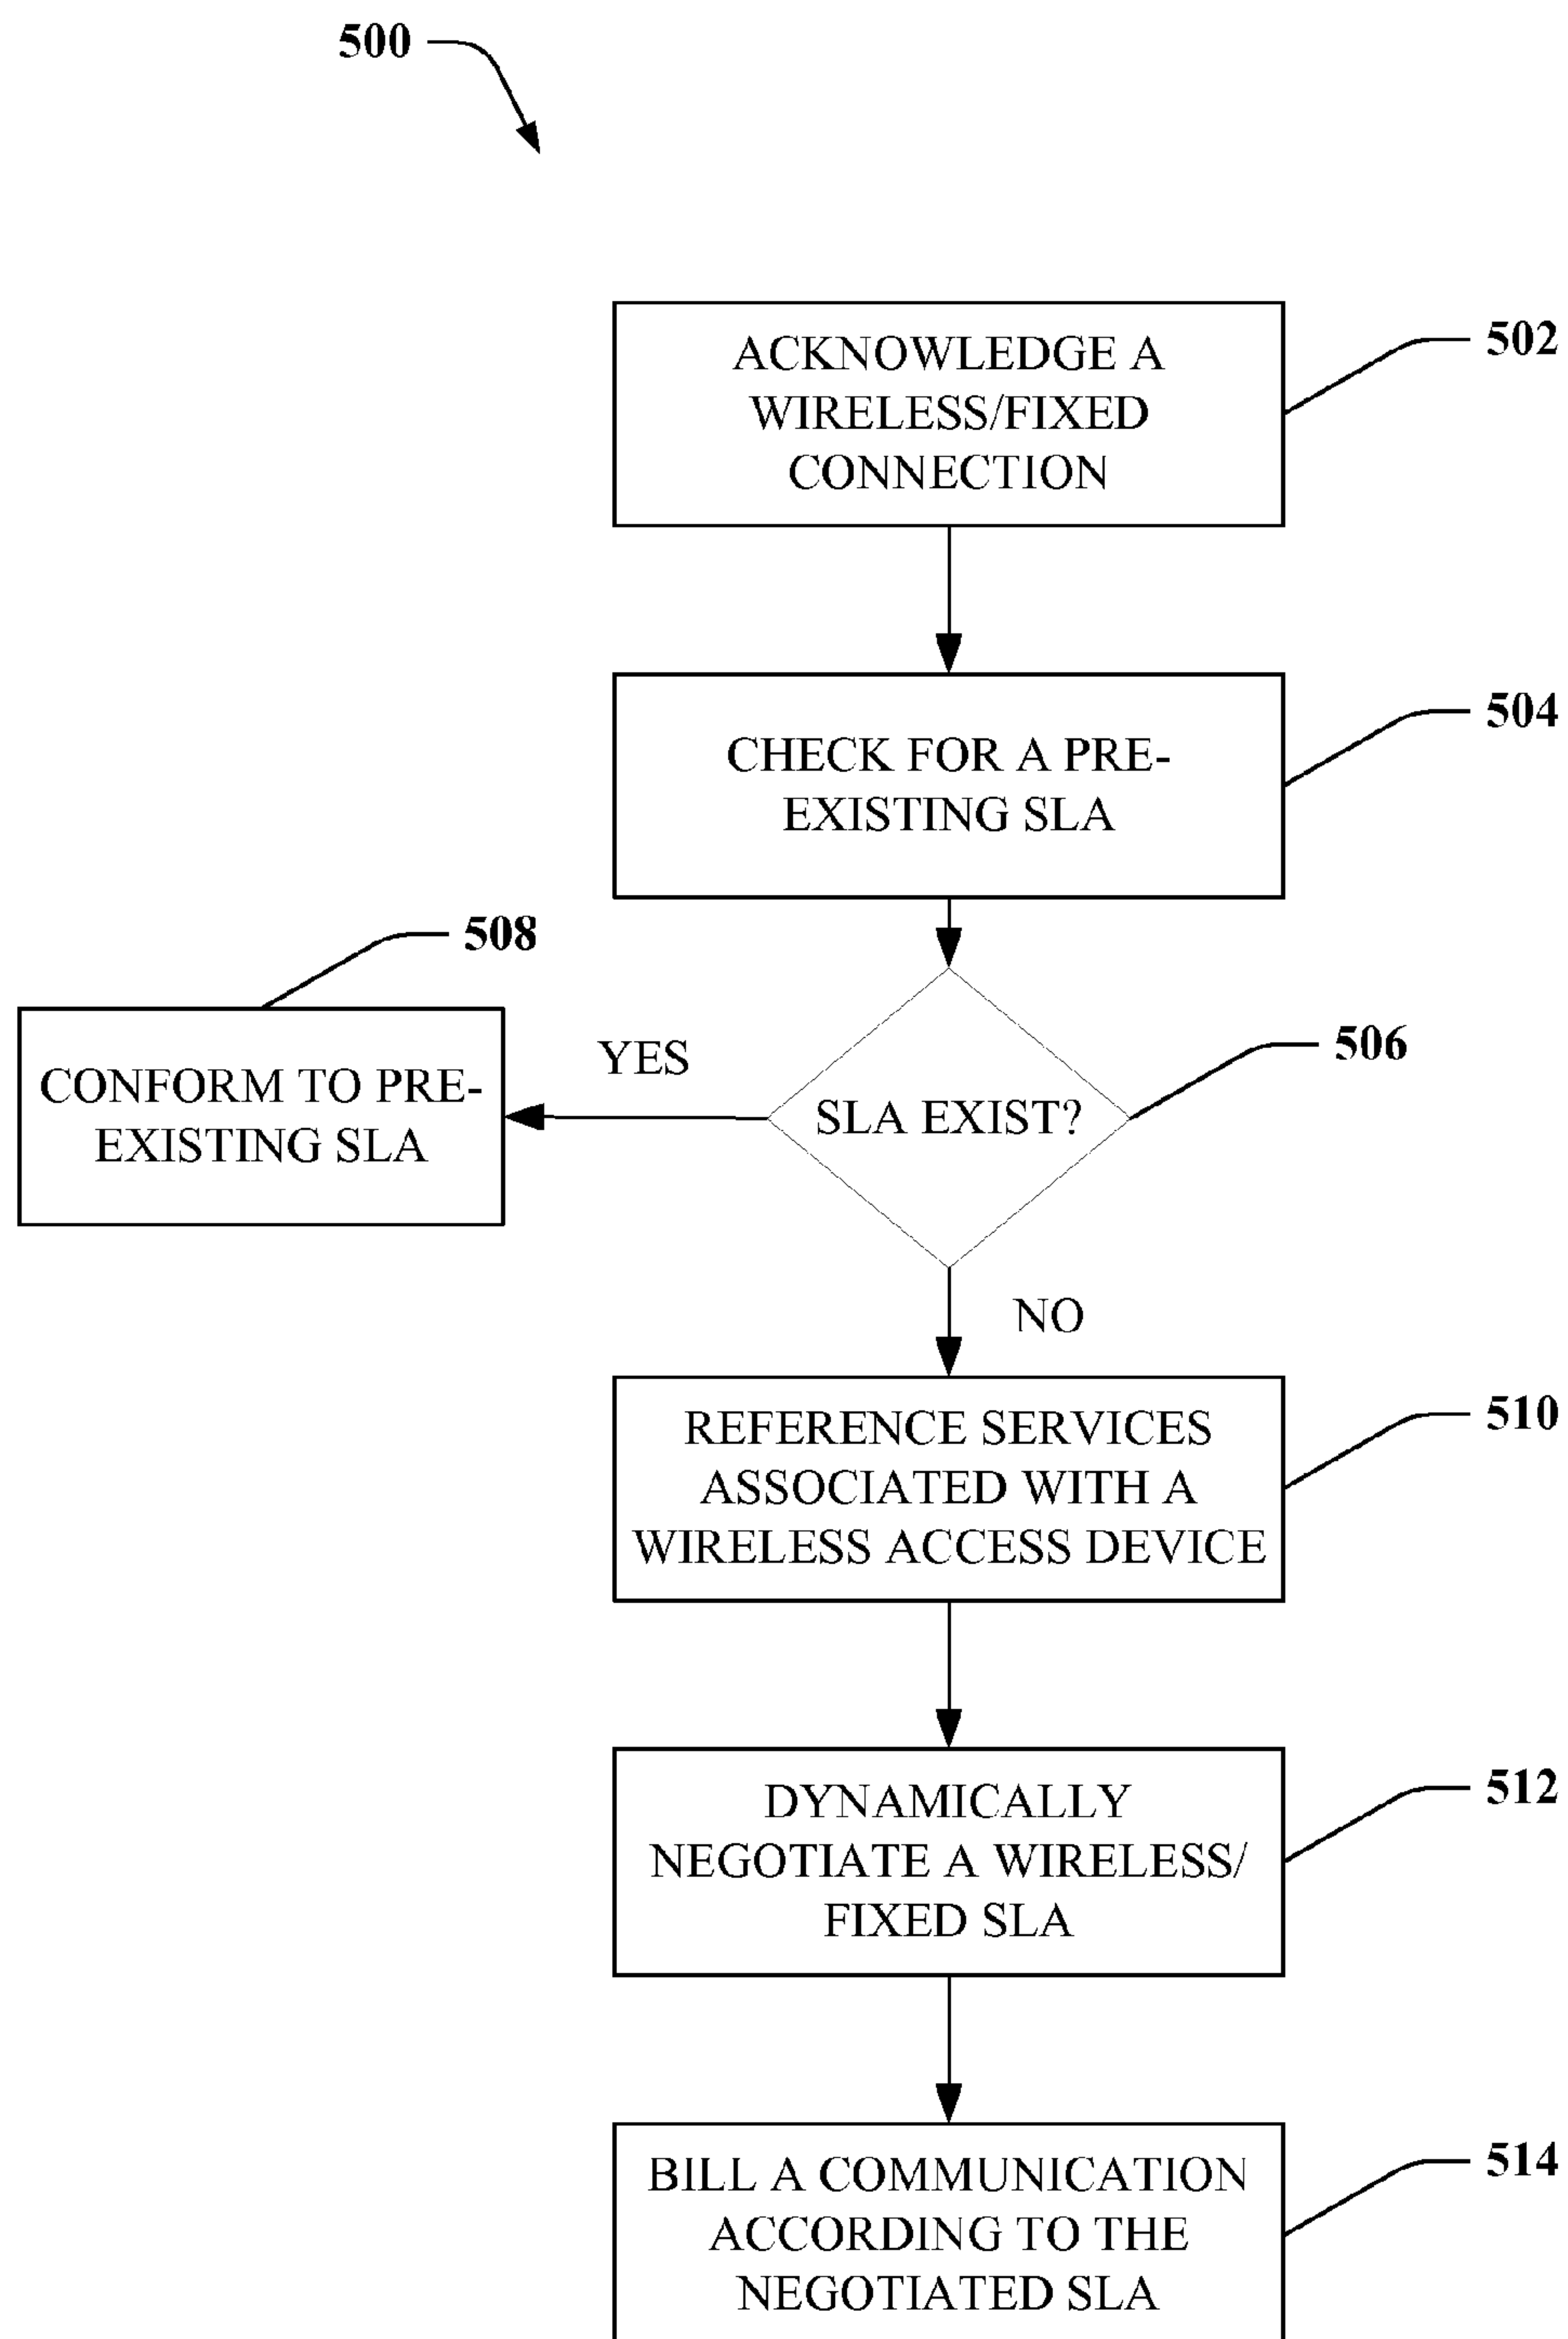 500
ACKNOWLEDGE A
WIRELESS/FIXED
CONNECTION
502
CHECK FOR A PRE-
EXISTING SLA
504
508
CONFORM TO PRE-
EXISTING SLA
YES
SLA EXIST?
506
NO
REFERENCE SERVICES
ASSOCIATED WITH A
WIRELESS ACCESS DEVICE
510
DYNAMICALLY
NEGOTIATE A WIRELESS/
FIXED SLA
512
BILL A COMMUNICATION
ACCORDING TO THE
NEGOTIATED SLA
514